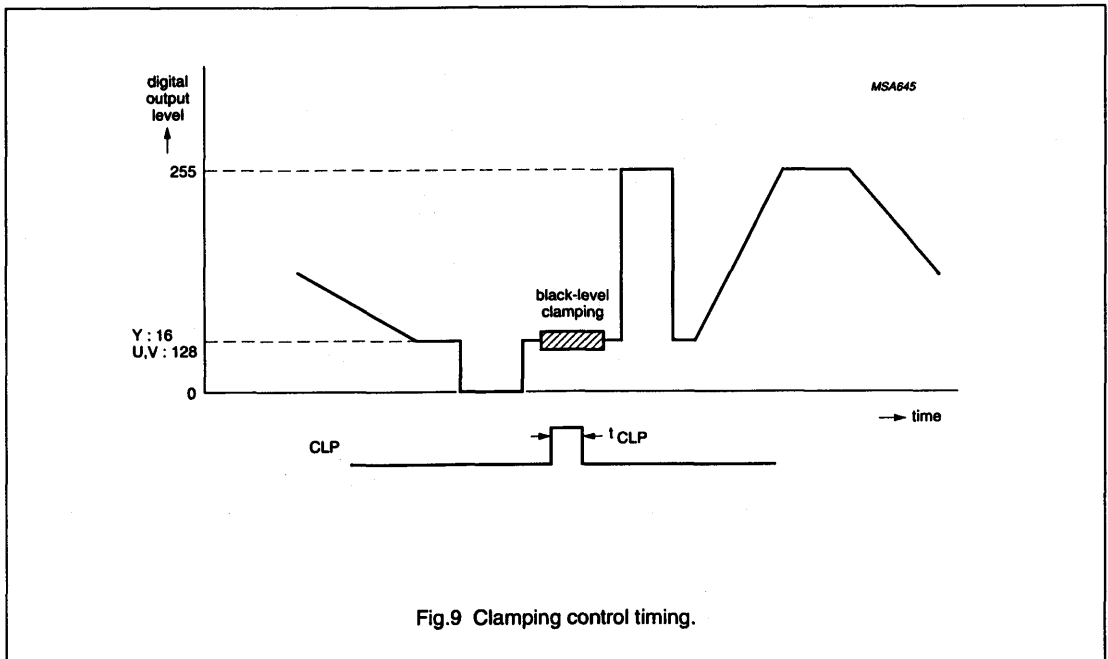 digital
output
level
MSA645
255
black-level
clamping
Y : 16
U,V : 128
0
time
CLP
t CLP
Fig.9 Clamping control timing.